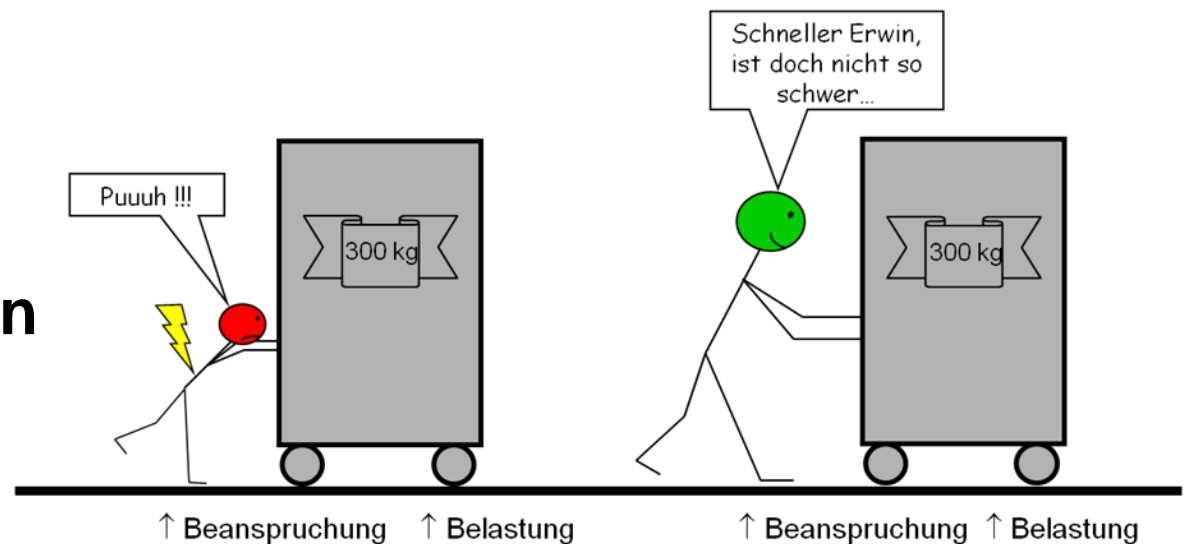 Schneller Erwin,
ist doch nicht so
schwer...
Puuuh !!!
300 kg
300 kg
n
↑ Beanspruchung ↑ Belastung
↑ Beanspruchung ↑ Belastung